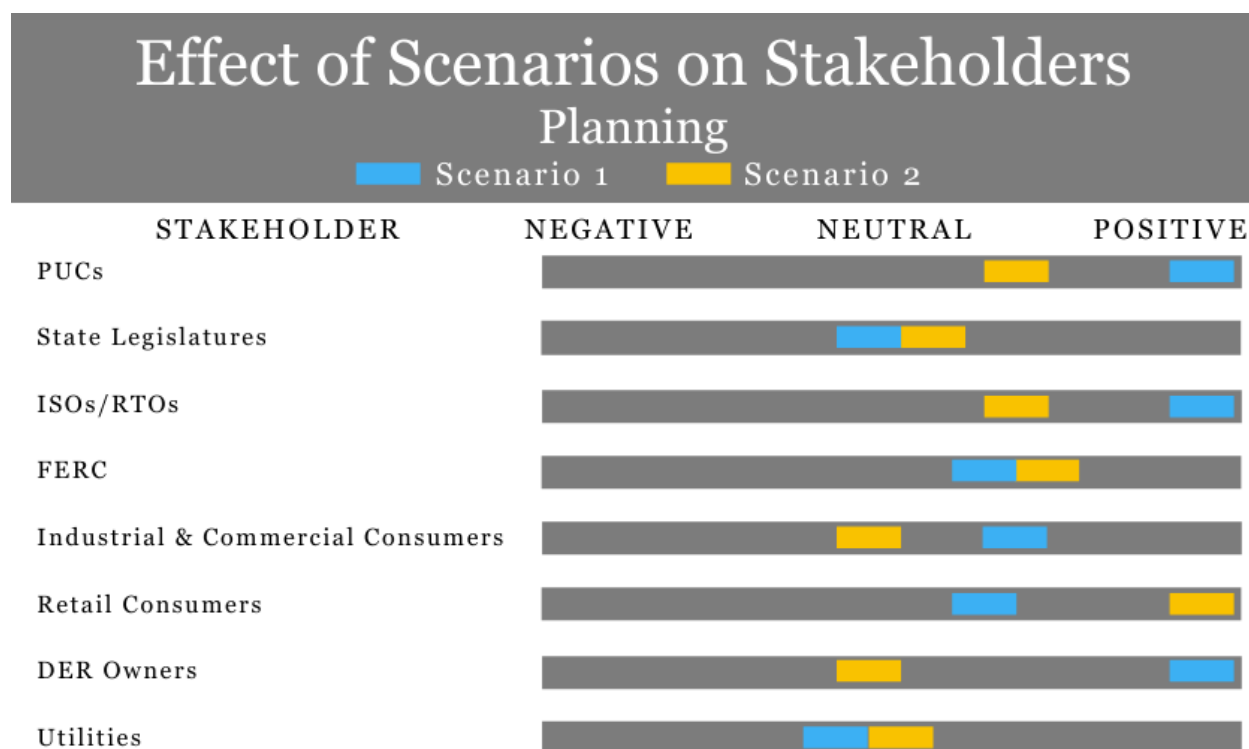 Effect of Scenarios on Stakeholders
Planning
Scenario 1 Scenario 2
STAKEHOLDER NEGATIVE NEUTRAL POSITIVE
PUCs
State Legislatures
ISOs/RTOs
FERC
Industrial & Commercial Consumers
Retail Consumers
DER Owners
Utilities